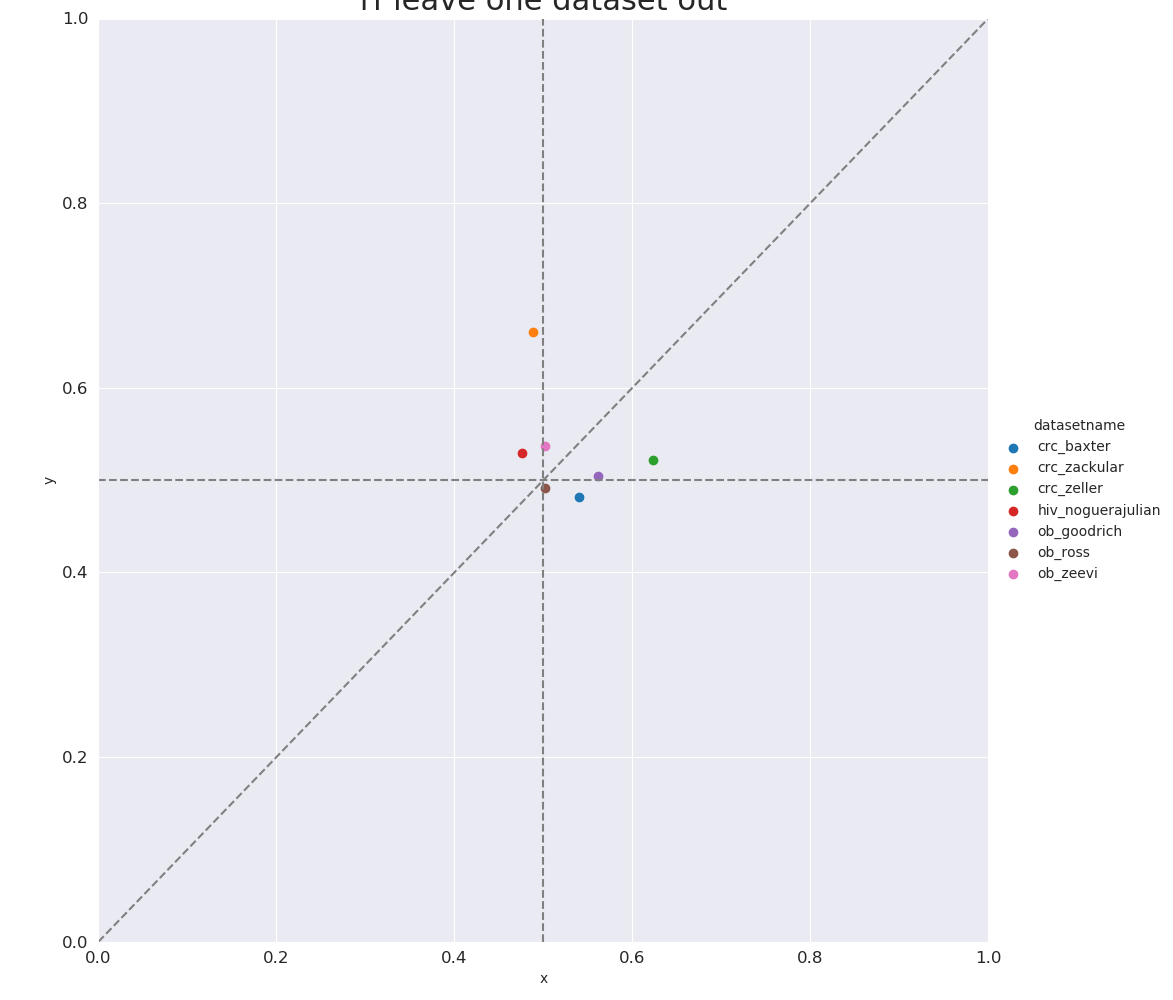 leave one dataset out
1.0
0.8
0.6
0.4
0.2
0.0
y
0.0 0.2 0.4 0.6 0.8 1.0
x
datasetname
crc_baxter
crc_zackular
crc_zeller
hiv_noguerajulian
ob_goodrich
ob_ross
ob_zeevi